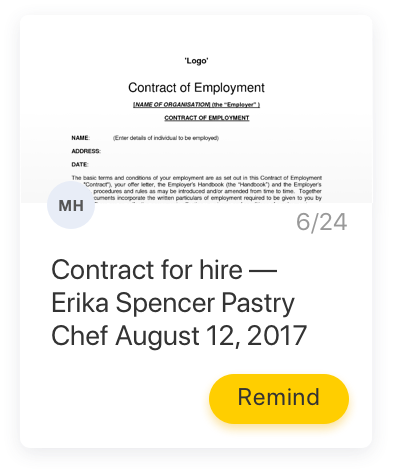 'Logo'
Contract of Employment
[NAME OF ORGANISATION] (the "Employer" )
CONTRACT OF EMPLOYMENT
NAME: (Enter details of individual to be employed)
ADDRESS:
DATE:
The basic terms and conditions of your employment are as set out in this Contract of Employment
"Contract"), your offer letter, the Employer's Handbook (the "Handbook") and the Employer's
procedures and rules as may be introduced and/or amended from time to time. Together
uments incorporate the written particulars of employment required to be given to you by
MH
6/24
Contract for hire —
Erika Spencer Pastry
Chef August 12, 2017
Remind